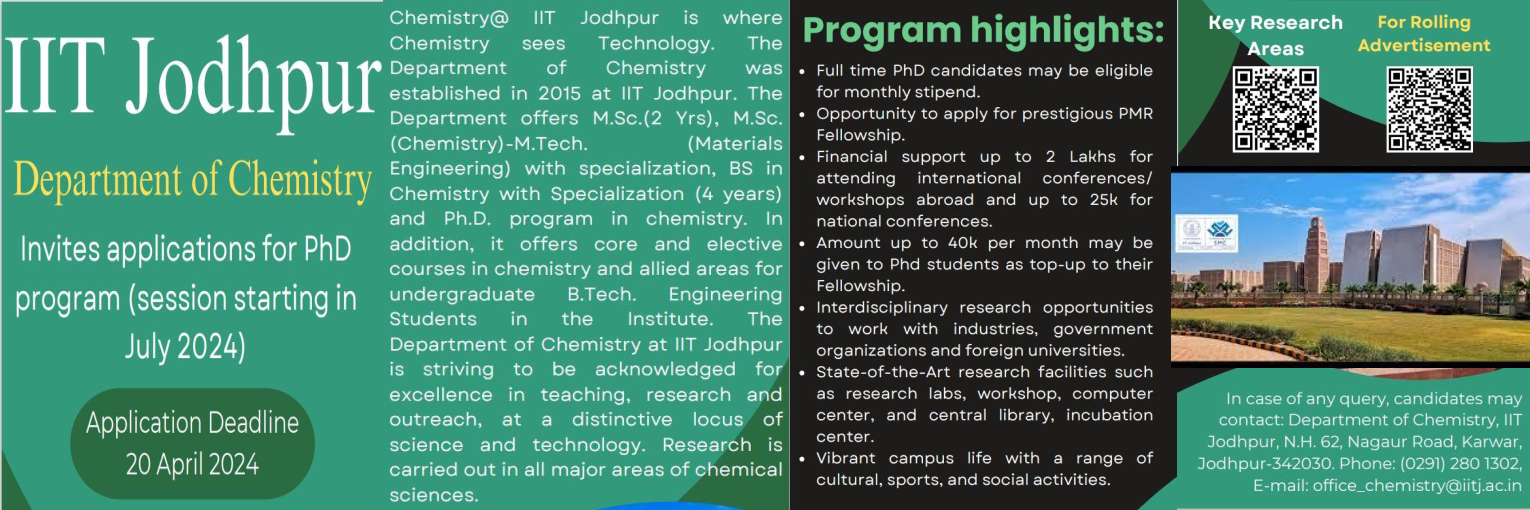 IIT Jodhpur
Department of Chemistry
Invites applications for PhD
program (session starting in
July 2024)
Application Deadline
20 April 2024
Chemistry@ IIT Jodhpur is where
Chemistry sees Technology. The
Department of Chemistry was
established in 2015 at IIT Jodhpur. The
Department offers M.Sc.(2 Yrs), M.Sc.
(Chemistry)-M.Tech. (Materials
Engineering) with specialization, BS in
Chemistry with Specialization (4 years)
and Ph.D. program in chemistry. In
addition, it offers core and elective
courses in chemistry and allied areas for
undergraduate B.Tech. Engineering
Students in the Institute. The
Department of Chemistry at IIT Jodhpur
is striving to be acknowledged for
excellence in teaching, research and
outreach, at a distinctive locus of
science and technology. Research is
carried out in all major areas of chemical
sciences.
Program highlights:
• Full time PhD candidates may be eligible
for monthly stipend.
• Opportunity to apply for prestigious PMR
Fellowship.
• Financial support up to 2 Lakhs for
attending international conferences/
workshops abroad and up to 25k for
national conferences.
• Amount up to 40k per month may be
given to Phd students as top-up to their
Fellowship.
• Interdisciplinary research opportunities
to work with industries, government
organizations and foreign universities.
• State-of-the-Art research facilities such
as research labs, workshop, computer
center, and central library, incubation
center.
• Vibrant campus life with a range of
cultural, sports, and social activities.
Key Research
Areas
For Rolling
Advertisement
In case of any query, candidates may
contact: Department of Chemistry, IIT
Jodhpur, N.H. 62, Nagaur Road, Karwar,
Jodhpur-342030. Phone: (0291) 280 1302,
E-mail: office_chemistry@iitj.ac.in